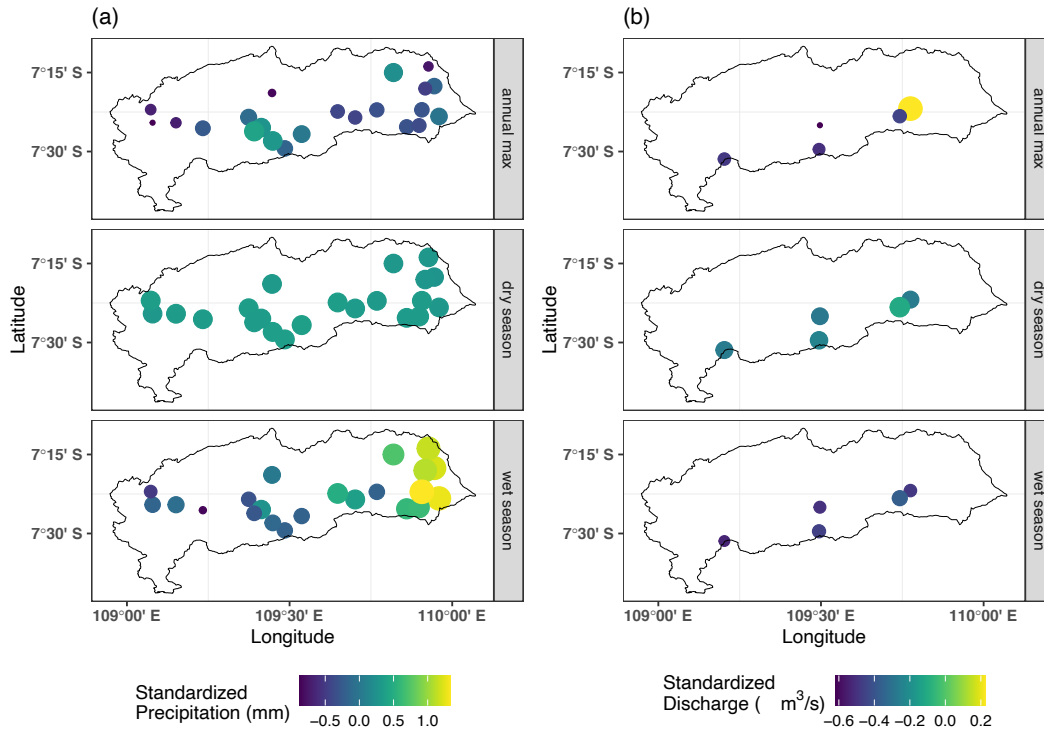 (a)
(b)
7°15' S
7°30' S
annual max
7°15' S
7°30' S
annual max
Latitude
7°15' S
7°30' S
dry season
Latitude
7°15' S
7°30' S
dry season
7°15' S
7°30' S
wet season
7°15' S
7°30' S
wet season
109°00' E
109°30' E
110°00' E
109°00' E
109°30' E
110°00' E
Longitude
Longitude
Standardized
Precipitation (mm)
−0.5 0.0 0.5 1.0
Standardized
Discharge ( m³/s)
−0.6 −0.4 −0.2 0.0 0.2